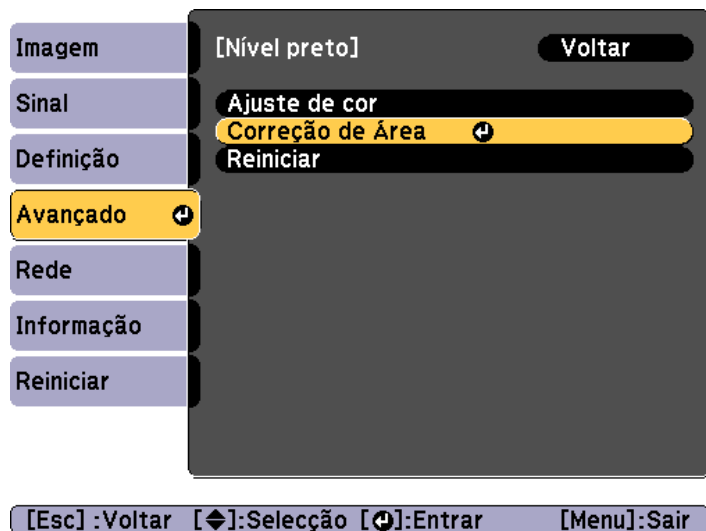 Imagem
Sinal
Definição
Avançado
Rede
Informação
Reiniciar
[Nível preto] Voltar
Ajuste de cor
Correção de Área
Reiniciar
[Esc] :Voltar []:Selecção []:Entrar [Menu]:Sair